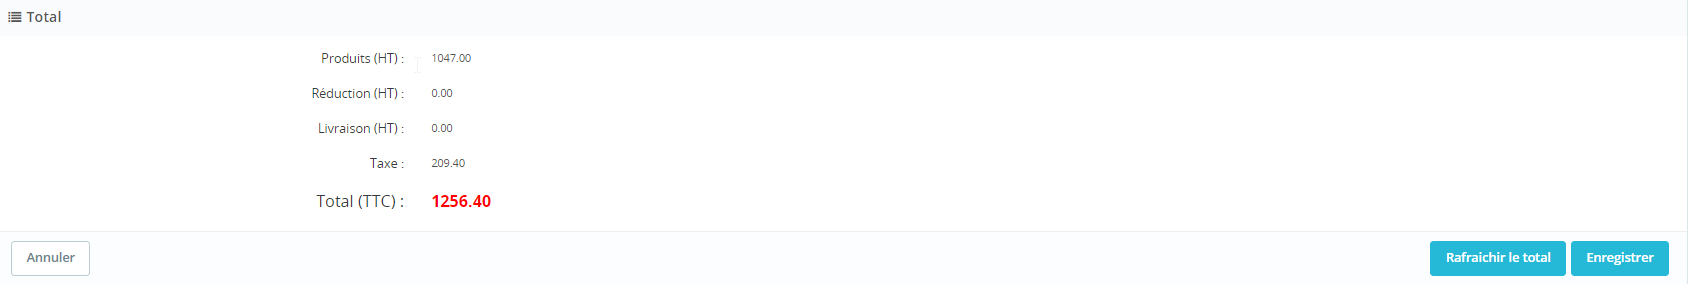 Total
Produits (HT) : 1047.00
Réduction (HT) : 0.00
Livraison (HT) : 0.00
Taxe : 209.40
Total (TTC) : 1256.40
Annuler Rafraichir le total Enregistrer